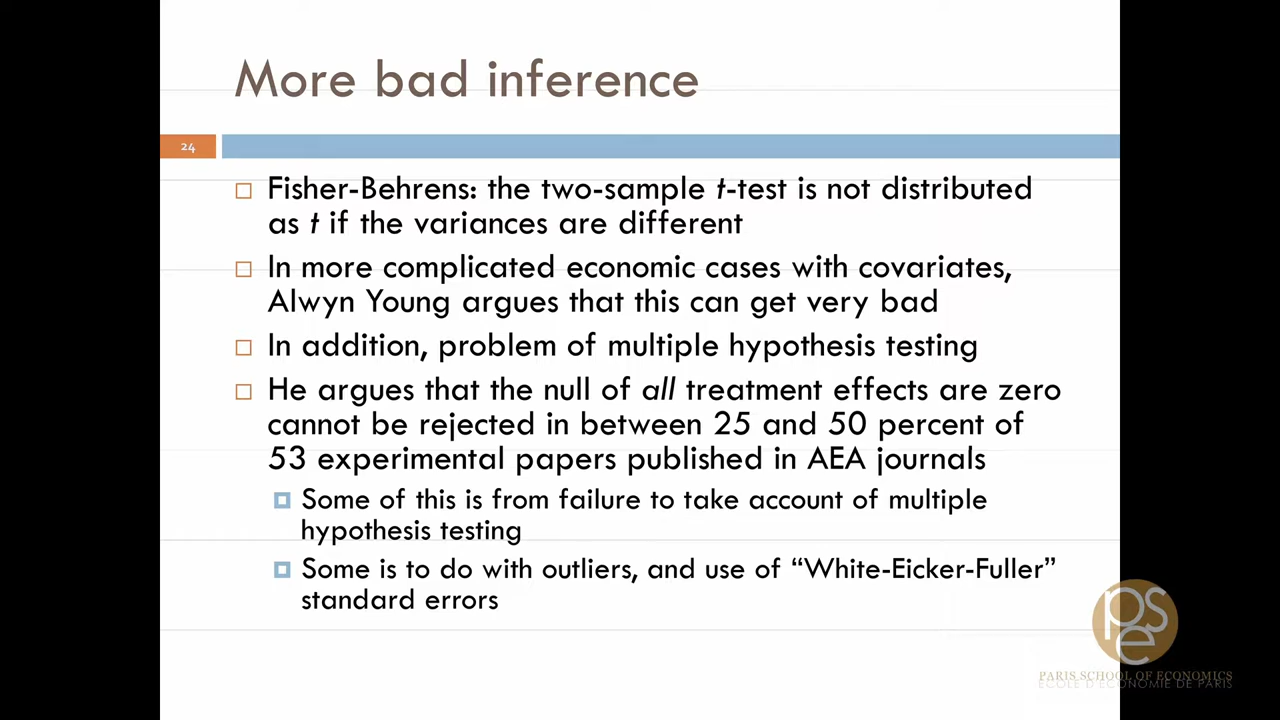 More bad inference
24
□ Fisher-Behrens: the two-sample t-test is not distributed
as t if the variances are different
□ In more complicated economic cases with covariates,
Alwyn Young argues that this can get very bad
□ In addition, problem of multiple hypothesis testing
□ He argues that the null of all treatment effects are zero
cannot be rejected in between 25 and 50 percent of
53 experimental papers published in AEA journals
Some of this is from failure to take account of multiple
hypothesis testing
Some is to do with outliers, and use of “White-Eicker-Fuller”
standard errors
pse
PARIS SCHOOL OF ECONOMICS
ECOLE D'ECONOMIE DE PARIS